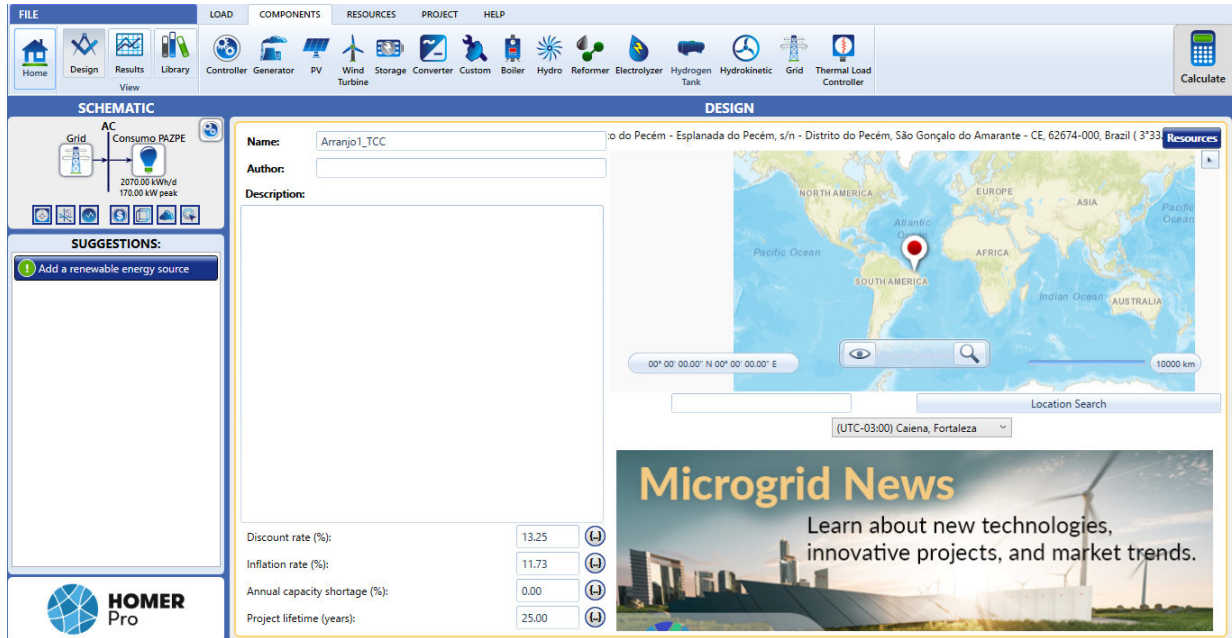 FILE
LOAD COMPONENTS RESOURCES PROJECT HELP
Home
Design Results Library
View
Controller Generator PV Wind Turbine Storage Converter Custom Boiler Hydro Reformer Electrolyzer Hydrogen Tank Hydrokinetic Grid Thermal Load Controller
Calculate
SCHEMATIC
DESIGN
AC
Grid Consumo PAZPE
2070.00 kWh/d
170.00 kW peak
SUGGESTIONS:
Add a renewable energy source
HOMER
Pro
Name: Arranjo1_TCC
Author:
Description:
Discount rate (%): 13.25 {..}
Inflation rate (%): 11.73 {..}
Annual capacity shortage (%): 0.00 {..}
Project lifetime (years): 25.00 {..}
:o do Pecém - Esplanada do Pecém, s/n - Distrito do Pecém, São Gonçalo do Amarante - CE, 62674-000, Brazil ( 3°33.
Resources
NORTH AMERICA
EUROPE
ASIA
Atlantic
Ocean
Pacific
Ocean
Pacific Ocean
AFRICA
SOUTH AMERICA
Indian Ocean
AUSTRALIA
00° 00' 00.00" N 00° 00' 00.00" E
10000 km
Location Search
(UTC-03:00) Caiena, Fortaleza
Microgrid News
Learn about new technologies,
innovative projects, and market trends.